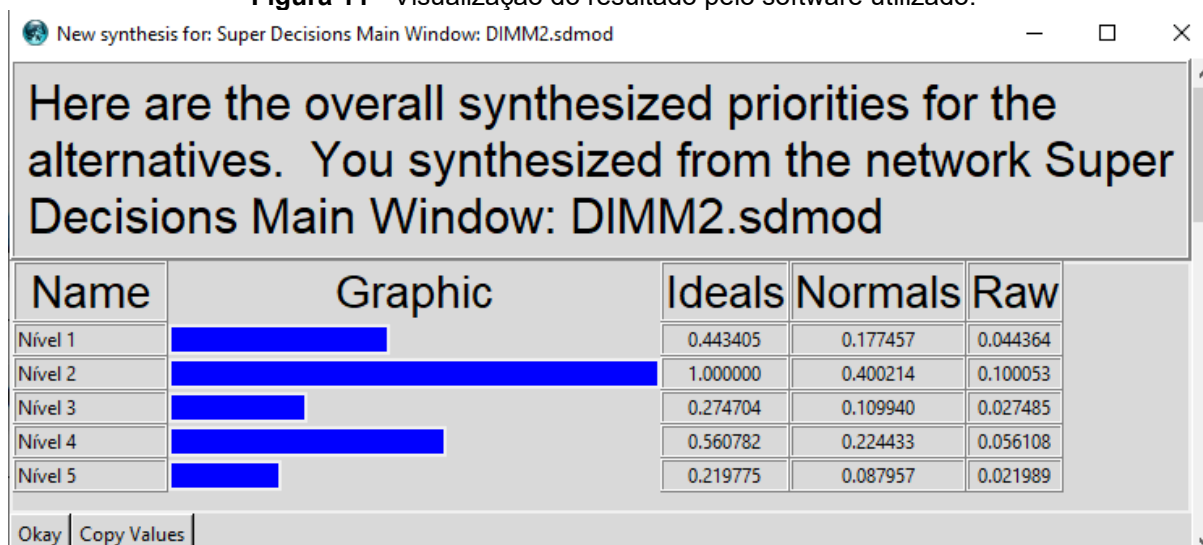 Figura 11 - Visualização do resultado pelo software utilizado.
New synthesis for: Super Decisions Main Window: DIMM2.sdmod
Here are the overall synthesized priorities for the
alternatives. You synthesized from the network Super
Decisions Main Window: DIMM2.sdmod
Name Graphic Ideals Normals Raw
Nível 1 0.443405 0.177457 0.044364
Nível 2 1.000000 0.400214 0.100053
Nível 3 0.274704 0.109940 0.027485
Nível 4 0.560782 0.224433 0.056108
Nível 5 0.219775 0.087957 0.021989
Okay Copy Values